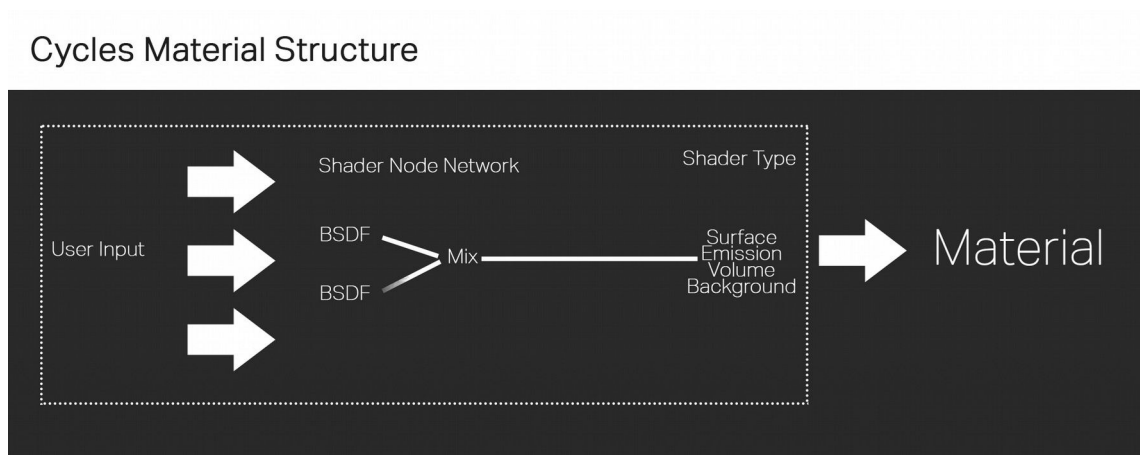 Cycles Material Structure
Shader Node Network
Shader Type
User Input
BSDF
BSDF
Mix
Surface
Emission
Volume
Background
Material